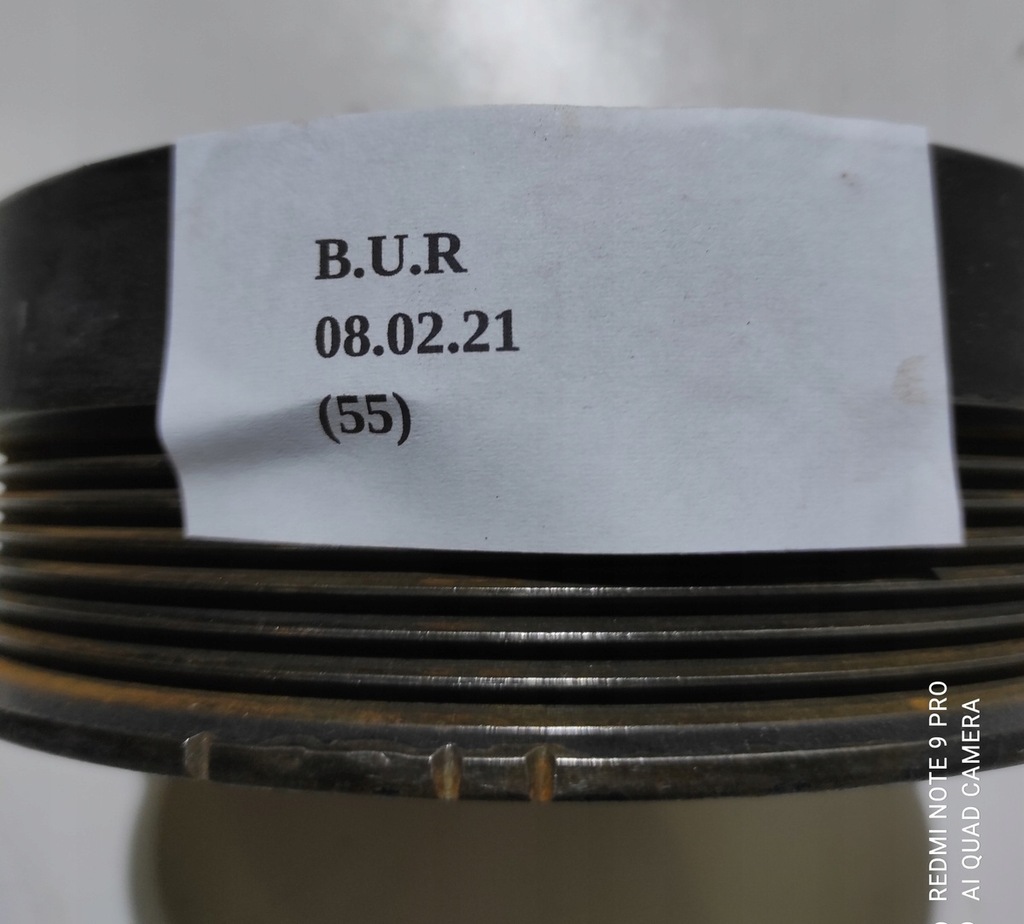 B.U.R
08.02.21
(55)
REDMI NOTE 9 PRO
AI QUAD CAMERA